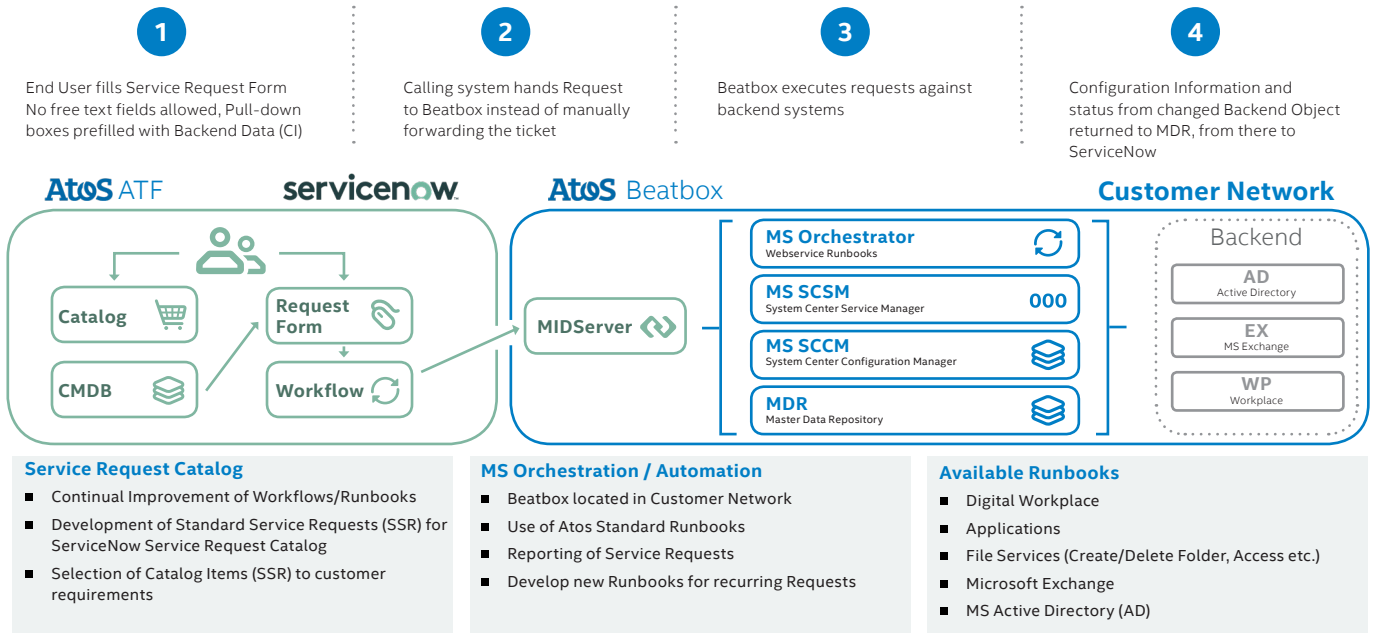 1
End User fills Service Request Form
No free text fields allowed, Pull-down
boxes prefilled with Backend Data (CI)
2
Calling system hands Request
to Beatbox instead of manually
forwarding the ticket
3
Beatbox executes requests against
backend systems
4
Configuration Information and
status from changed Backend Object
returned to MDR, from there to
ServiceNow
Atos ATF
servicenow™
Atos Beatbox
Customer Network
Catalog
CMDB
Request
Form
Workflow
MIDServer
MS Orchestrator
Webservice Runbooks
MS SCSM
System Center Service Manager
000
MS SCCM
System Center Configuration Manager
MDR
Master Data Repository
Backend
AD
Active Directory
EX
MS Exchange
WP
Workplace
Service Request Catalog
■ Continual Improvement of Workflows/Runbooks
■ Development of Standard Service Requests (SSR) for
ServiceNow Service Request Catalog
■ Selection of Catalog Items (SSR) to customer
requirements
MS Orchestration / Automation
■ Beatbox located in Customer Network
■ Use of Atos Standard Runbooks
■ Reporting of Service Requests
■ Develop new Runbooks for recurring Requests
Available Runbooks
■ Digital Workplace
■ Applications
■ File Services (Create/Delete Folder, Access etc.)
■ Microsoft Exchange
■ MS Active Directory (AD)